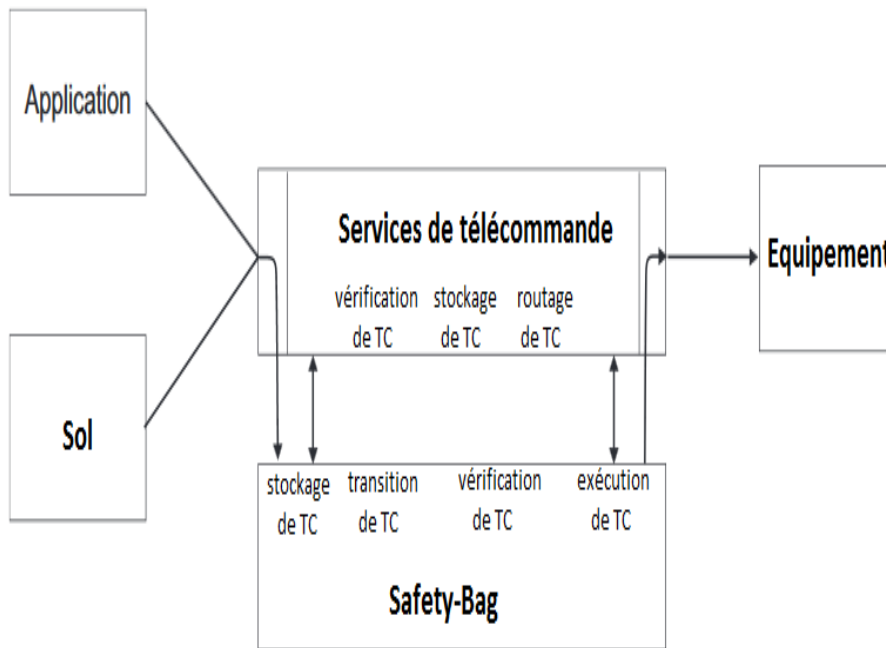 Application
Services de télécommande
vérification stockage routage
de TC de TC de TC
Equipement
Sol
stockage transition vérification exécution
de TC de TC de TC de TC
Safety-Bag